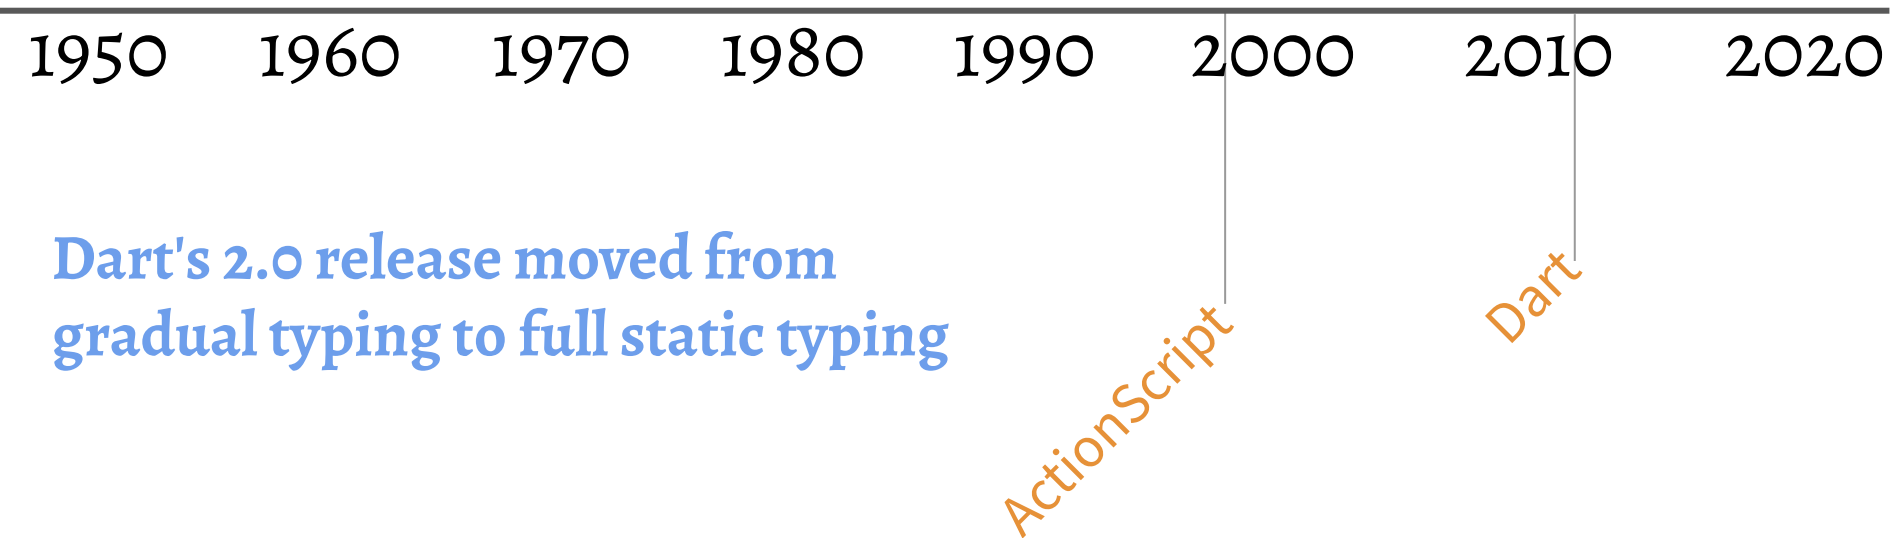 1950 1960 1970 1980 1990 2000 2010 2020
Dart's 2.0 release moved from
gradual typing to full static typing
ActionScript
Dart